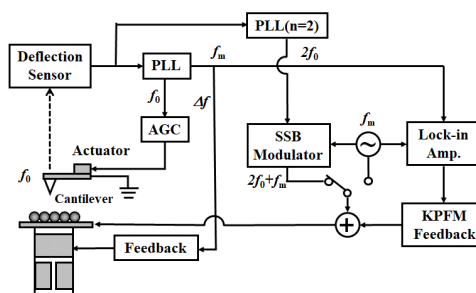 PLL(n=2)
Deflection
Sensor
PLL
f₀
fm
2f₀
Δf
AGC
fm
SSB
Modulator
Lock-in
Amp.
~
Actuator
f₀
Cantilever
2f₀+fm
+
KPFM
Feedback
Feedback